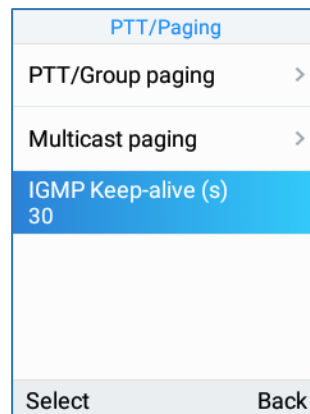 PTT/Paging
PTT/Group paging
Multicast paging
IGMP Keep-alive (s)
30
Select Back